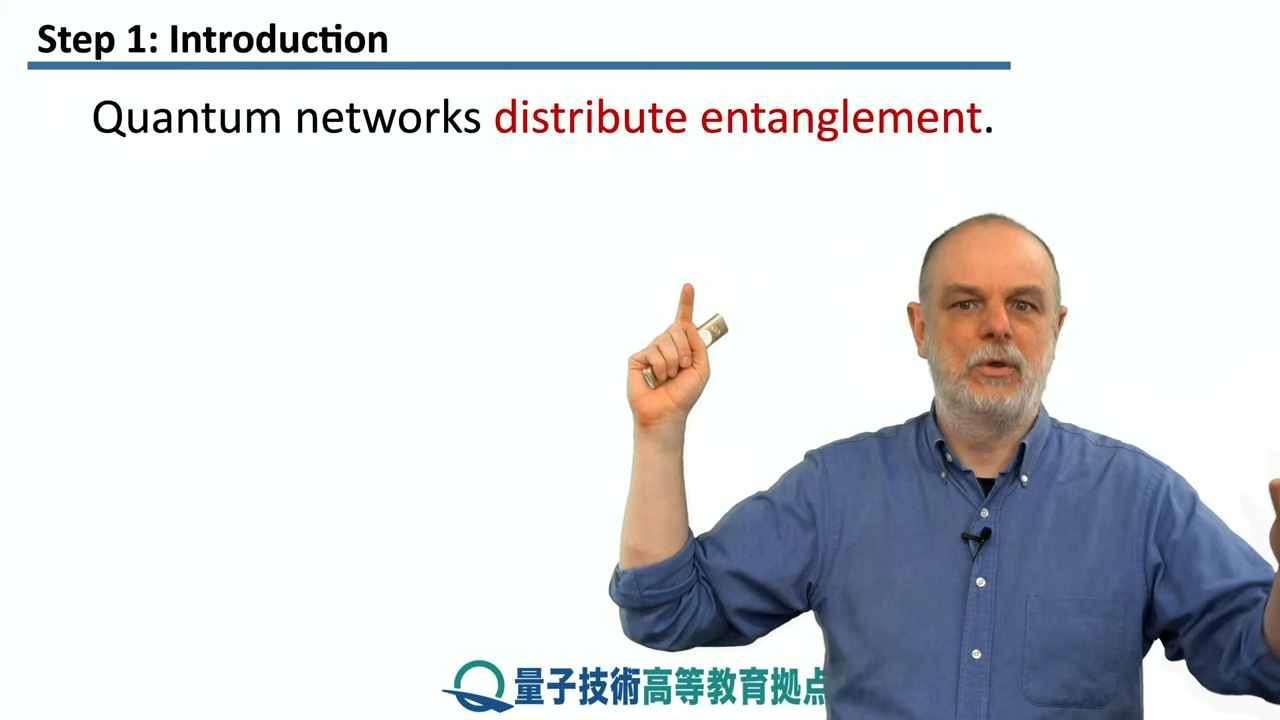 Step 1: Introduction
Quantum networks distribute entanglement.
量子技術高等教育拠点